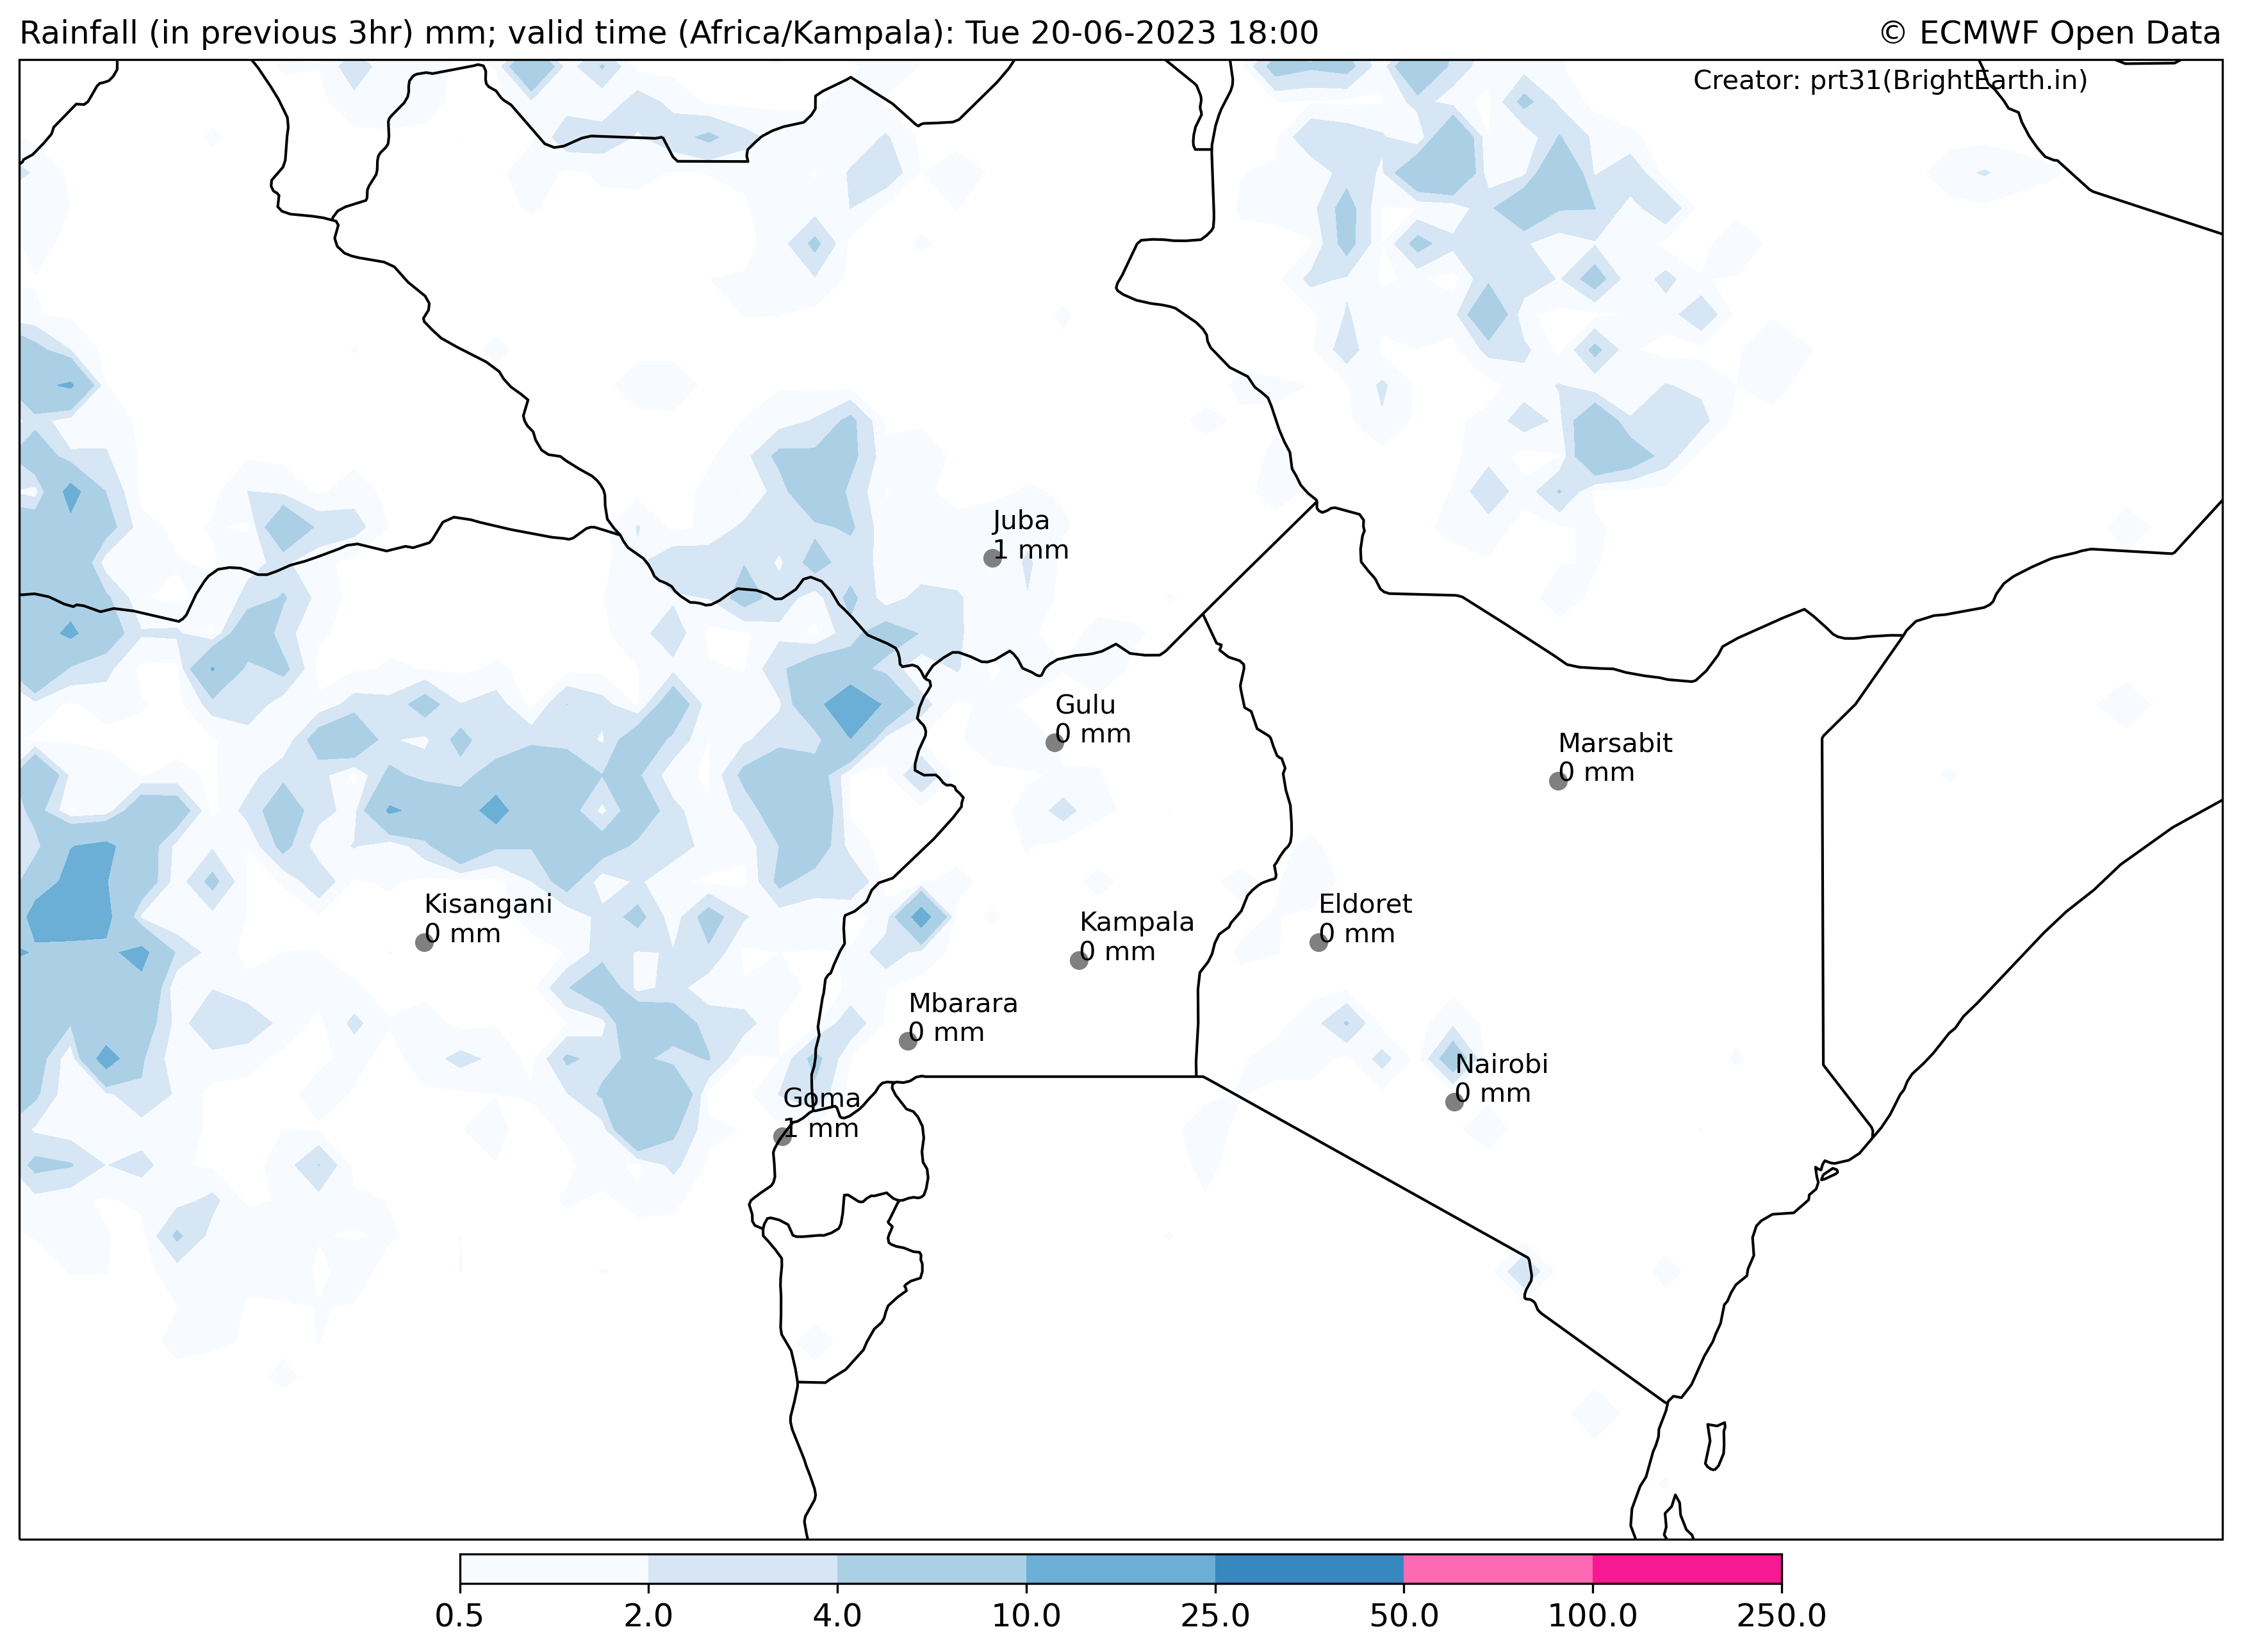 Rainfall (in previous 3hr) mm; valid time (Africa/Kampala): Tue 20-06-2023 18:00
© ECMWF Open Data
Creator: prt31(BrightEarth.in)
Juba
1 mm
Gulu
0 mm
Marsabit
0 mm
Kisangani
0 mm
Eldoret
0 mm
Kampala
0 mm
Mbarara
0 mm
Nairobi
0 mm
Goma
1 mm
0.5 2.0 4.0 10.0 25.0 50.0 100.0 250.0